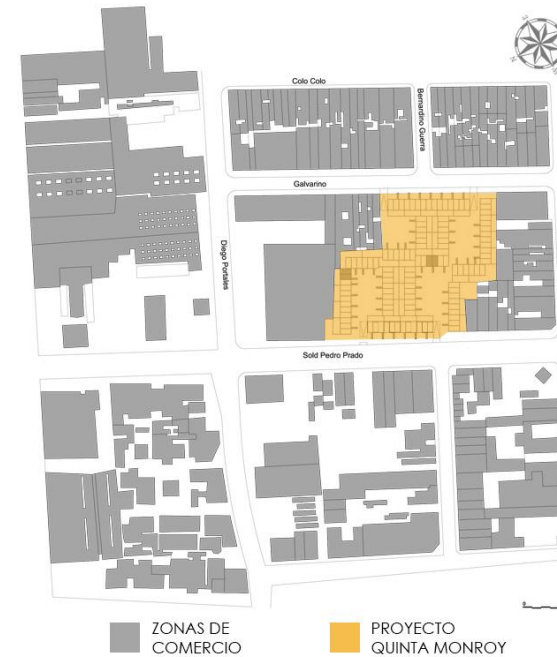 Colo Colo
Bernardino Guerra
Galvarino
Diego Portales
Sold Pedro Prado
ZONAS DE
COMERCIO
PROYECTO
QUINTA MONROY